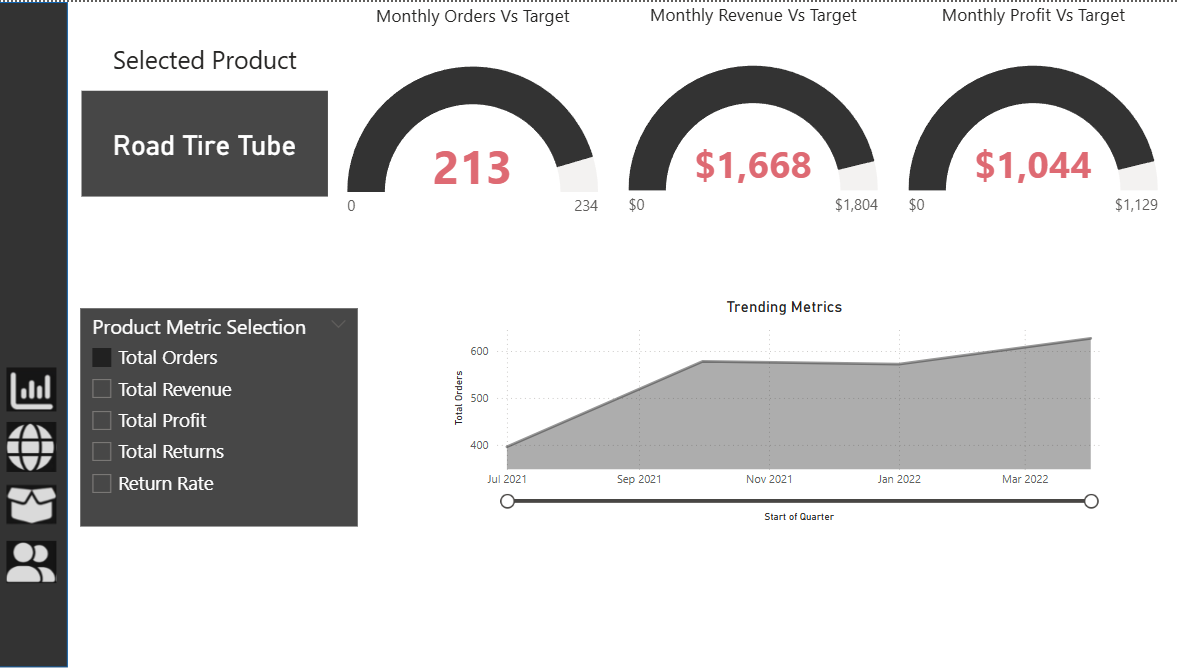 Monthly Orders Vs Target
Monthly Revenue Vs Target
Monthly Profit Vs Target
Selected Product
Road Tire Tube
213
0
234
$1,668
$0
$1,804
$1,044
$0
$1,129
Product Metric Selection
Total Orders
Total Revenue
Total Profit
Total Returns
Return Rate
Trending Metrics
Total Orders
600
500
400
Jul 2021
Sep 2021
Nov 2021
Jan 2022
Mar 2022
Start of Quarter